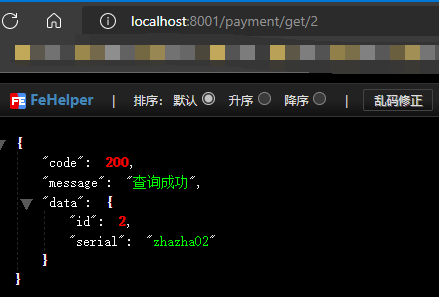 localhost:8001/payment/get/2
FE FeHelper | 排序: 默认 升序 降序 | 乱码修正
{
"code": 200,
"message": "查询成功",
"data": {
"id": 2,
"serial": "zhazha02"
}
}